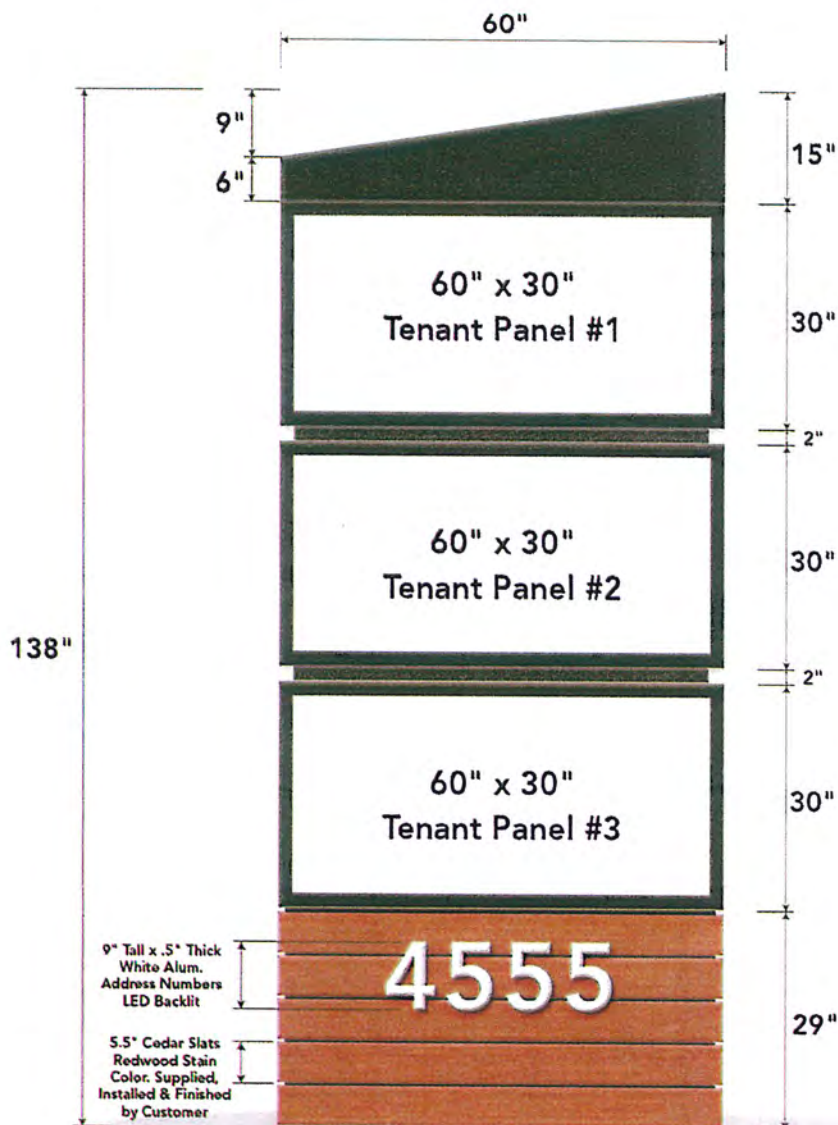 60"
9"
6"
15"
60" x 30"
Tenant Panel #1
30"
2"
60" x 30"
Tenant Panel #2
30"
138"
2"
60" x 30"
Tenant Panel #3
30"
9" Tall x .5" Thick
White Alum.
Address Numbers
LED Backlit
4555
29"
5.5" Cedar Slats
Redwood Stain
Color. Supplied,
Installed & Finished
by Customer